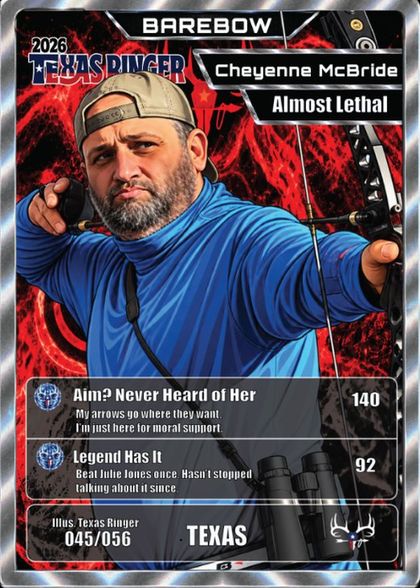 BAREBOW
2026
TEXAS RINGER
Cheyenne McBride
Almost Lethal
Aim? Never Heard of Her
140
My arrows go where they want.
I'm just here for moral support.
Legend Has It
92
Beat Julie Jones once. Hasn't stopped
talking about it since.
Illus. Texas Ringer
045/056
TEXAS